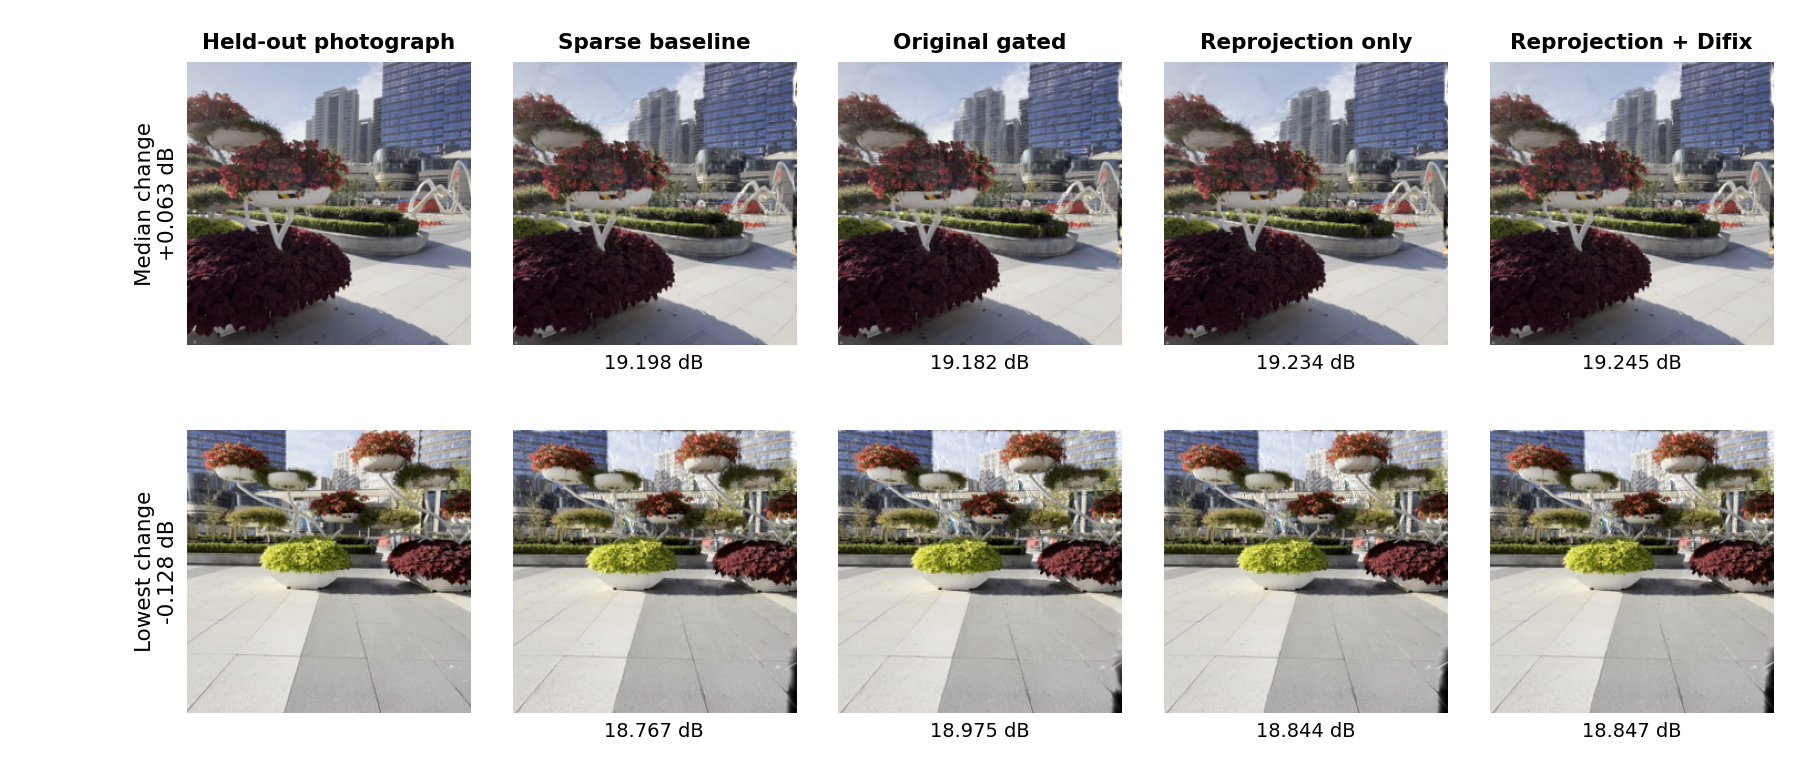 Held-out photograph
Sparse baseline
Original gated
Reprojection only
Reprojection + Difix
Median change
+0.063 dB
19.198 dB
19.182 dB
19.234 dB
19.245 dB
Lowest change
-0.128 dB
18.767 dB
18.975 dB
18.844 dB
18.847 dB